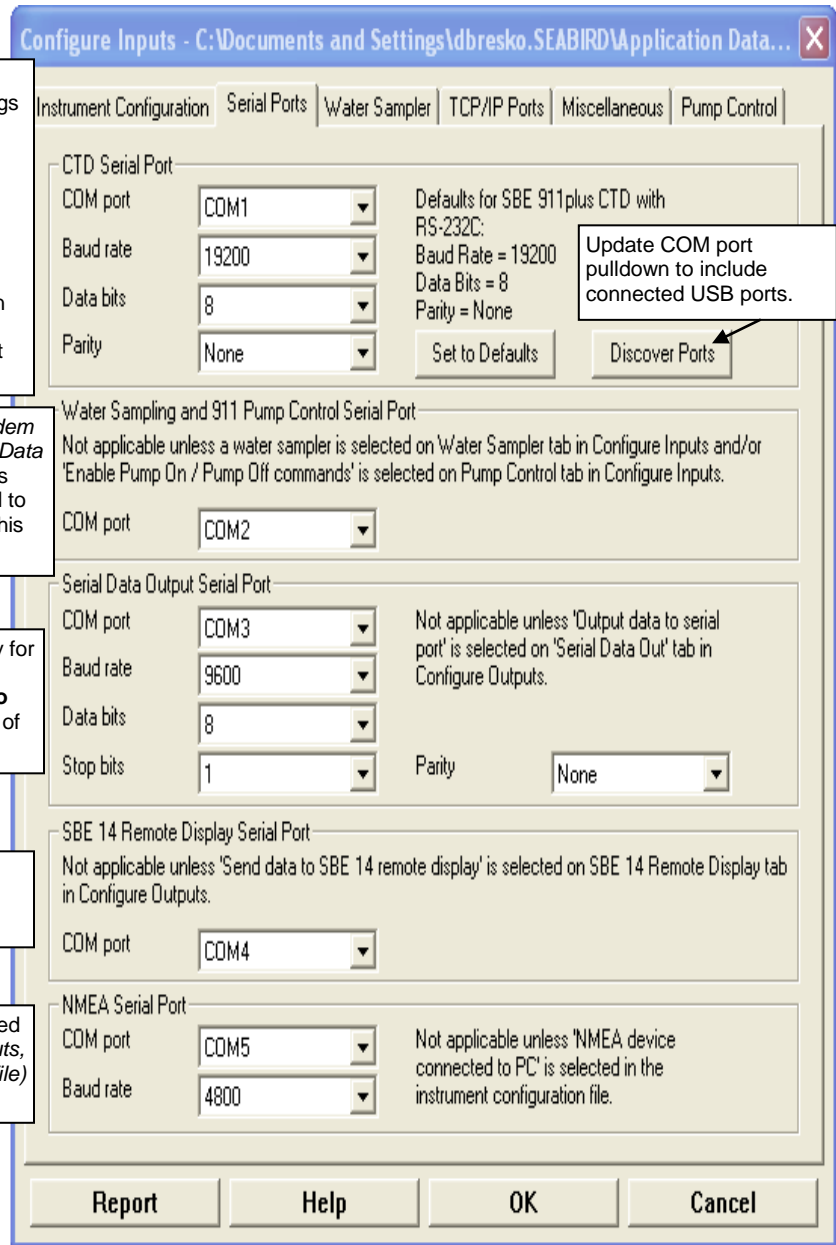 Configure Inputs - C:\Documents and Settings\dbresko.SEABIRD\Application Data...
Instrument Configuration
Serial Ports
Water Sampler
TCP/IP Ports
Miscellaneous
Pump Control
CTD Serial Port
COM port
COM1
Baud rate
19200
Data bits
8
Parity
None
Defaults for SBE 911plus CTD with
RS-232C:
Baud Rate = 19200
Data Bits = 8
Parity = None
Set to Defaults
Discover Ports
Update COM port
pulldown to include
connected USB ports.
Water Sampling and 911 Pump Control Serial Port
Not applicable unless a water sampler is selected on Water Sampler tab in Configure Inputs and/or
'Enable Pump On / Pump Off commands' is selected on Pump Control tab in Configure Inputs.
COM port
COM2
Data
to
Serial Data Output Serial Port
COM port
COM3
Baud rate
9600
Data bits
8
Stop bits
1
Not applicable unless 'Output data to serial
port' is selected on 'Serial Data Out' tab in
Configure Outputs.
Parity
None
for
of
SBE 14 Remote Display Serial Port
Not applicable unless 'Send data to SBE 14 remote display' is selected on SBE 14 Remote Display tab
in Configure Outputs.
COM port
COM4
NMEA Serial Port
COM port
COM5
Baud rate
4800
Not applicable unless 'NMEA device
connected to PC' is selected in the
instrument configuration file.
Report
Help
OK
Cancel